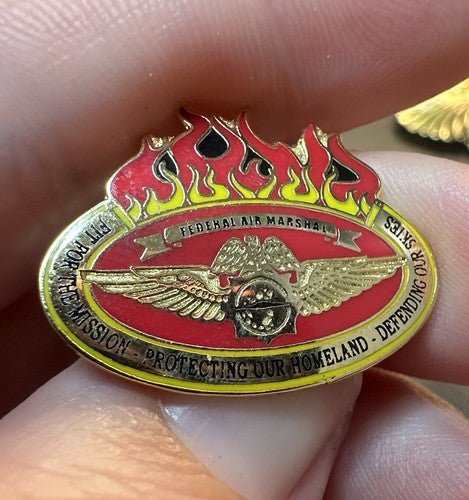 FEDERAL AIR MARSHAL
FIT FOR THE MISSION - PROTECTING OUR HOMELAND - DEFENDING OUR SKIES